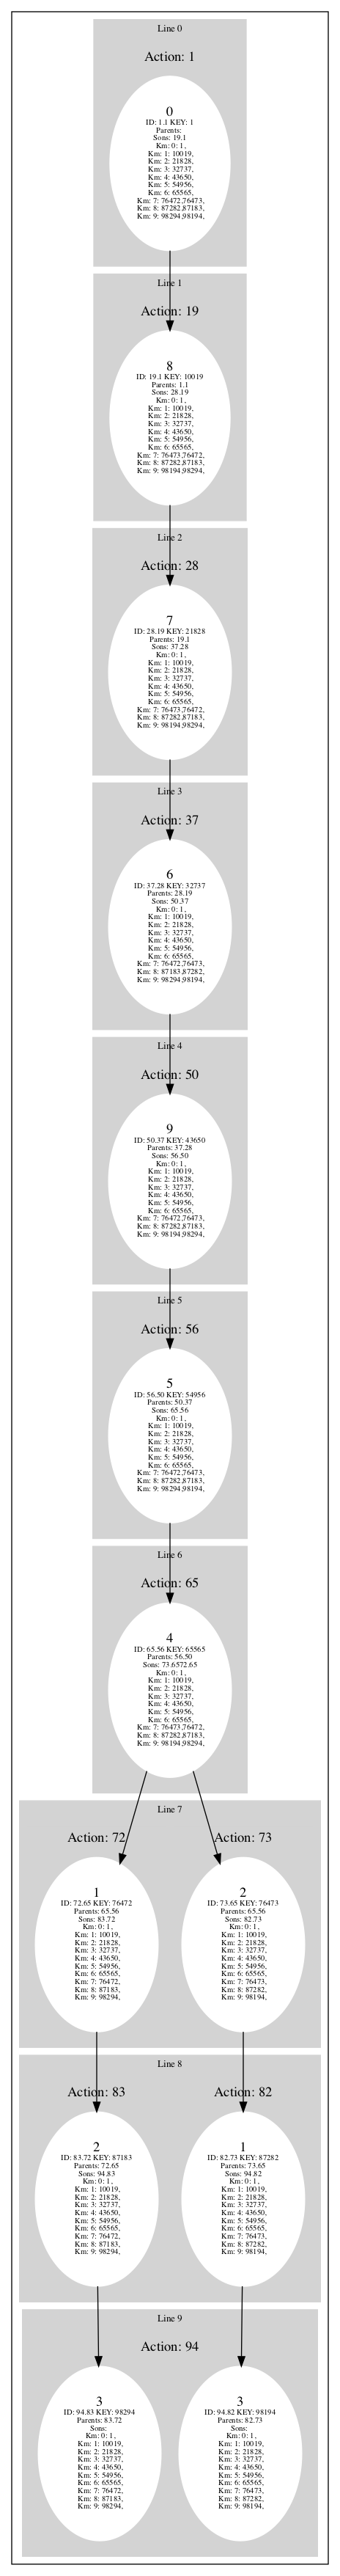 Line 0
Action: 1
0
ID: 1.1 KEY: 1
Parents:
Sons: 19.1
Km: 0: 1,
Km: 1: 10019,
Km: 2: 21828,
Km: 3: 32737,
Km: 4: 43650,
Km: 5: 54956,
Km: 6: 65565,
Km: 7: 76472,76473,
Km: 8: 87282,87183,
Km: 9: 98294,98194,
Line 1
Action: 19
8
ID: 19.1 KEY: 10019
Parents: 1.1
Sons: 28.19
Km: 0: 1,
Km: 1: 10019,
Km: 2: 21828,
Km: 3: 32737,
Km: 4: 43650,
Km: 5: 54956,
Km: 6: 65565,
Km: 7: 76473,76472,
Km: 8: 87282,87183,
Km: 9: 98194,98294,
Line 2
Action: 28
7
ID: 28.19 KEY: 21828
Parents: 19.1
Sons: 37.28
Km: 0: 1,
Km: 1: 10019,
Km: 2: 21828,
Km: 3: 32737,
Km: 4: 43650,
Km: 5: 54956,
Km: 6: 65565,
Km: 7: 76473,76472,
Km: 8: 87282,87183,
Km: 9: 98194,98294,
Line 3
Action: 37
6
ID: 37.28 KEY: 32737
Parents: 28.19
Sons: 50.37
Km: 0: 1,
Km: 1: 10019,
Km: 2: 21828,
Km: 3: 32737,
Km: 4: 43650,
Km: 5: 54956,
Km: 6: 65565,
Km: 7: 76472,76473,
Km: 8: 87183,87282,
Km: 9: 98294,98194,
Line 4
Action: 50
9
ID: 50.37 KEY: 43650
Parents: 37.28
Sons: 56.50
Km: 0: 1,
Km: 1: 10019,
Km: 2: 21828,
Km: 3: 32737,
Km: 4: 43650,
Km: 5: 54956,
Km: 6: 65565,
Km: 7: 76472,76473,
Km: 8: 87282,87183,
Km: 9: 98194,98294,
Line 5
Action: 56
5
ID: 56.50 KEY: 54956
Parents: 50.37
Sons: 65.56
Km: 0: 1,
Km: 1: 10019,
Km: 2: 21828,
Km: 3: 32737,
Km: 4: 43650,
Km: 5: 54956,
Km: 6: 65565,
Km: 7: 76472,76473,
Km: 8: 87282,87183,
Km: 9: 98294,98194,
Line 6
Action: 65
4
ID: 65.56 KEY: 65565
Parents: 56.50
Sons: 73.6572.65
Km: 0: 1,
Km: 1: 10019,
Km: 2: 21828,
Km: 3: 32737,
Km: 4: 43650,
Km: 5: 54956,
Km: 6: 65565,
Km: 7: 76473,76472,
Km: 8: 87282,87183,
Km: 9: 98194,98294,
Line 7
Action: 72
1
ID: 72.65 KEY: 76472
Parents: 65.56
Sons: 83.72
Km: 0: 1,
Km: 1: 10019,
Km: 2: 21828,
Km: 3: 32737,
Km: 4: 43650,
Km: 5: 54956,
Km: 6: 65565,
Km: 7: 76472,
Km: 8: 87183,
Km: 9: 98294,
Action: 73
2
ID: 73.65 KEY: 76473
Parents: 65.56
Sons: 82.73
Km: 0: 1,
Km: 1: 10019,
Km: 2: 21828,
Km: 3: 32737,
Km: 4: 43650,
Km: 5: 54956,
Km: 6: 65565,
Km: 7: 76473,
Km: 8: 87282,
Km: 9: 98194,
Line 8
Action: 83
2
ID: 83.72 KEY: 87183
Parents: 72.65
Sons: 94.83
Km: 0: 1,
Km: 1: 10019,
Km: 2: 21828,
Km: 3: 32737,
Km: 4: 43650,
Km: 5: 54956,
Km: 6: 65565,
Km: 7: 76472,
Km: 8: 87183,
Km: 9: 98294,
Action: 82
1
ID: 82.73 KEY: 87282
Parents: 73.65
Sons: 94.82
Km: 0: 1,
Km: 1: 10019,
Km: 2: 21828,
Km: 3: 32737,
Km: 4: 43650,
Km: 5: 54956,
Km: 6: 65565,
Km: 7: 76473,
Km: 8: 87282,
Km: 9: 98194,
Line 9
Action: 94
3
ID: 94.83 KEY: 98294
Parents: 83.72
Sons:
Km: 0: 1,
Km: 1: 10019,
Km: 2: 21828,
Km: 3: 32737,
Km: 4: 43650,
Km: 5: 54956,
Km: 6: 65565,
Km: 7: 76472,
Km: 8: 87183,
Km: 9: 98294,
3
ID: 94.82 KEY: 98194
Parents: 82.73
Sons:
Km: 0: 1,
Km: 1: 10019,
Km: 2: 21828,
Km: 3: 32737,
Km: 4: 43650,
Km: 5: 54956,
Km: 6: 65565,
Km: 7: 76473,
Km: 8: 87282,
Km: 9: 98194,